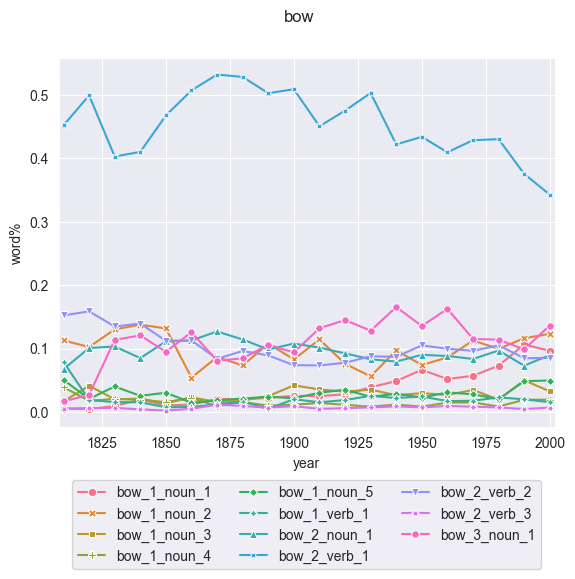 bow
0.5
0.4
0.3
0.2
0.1
0.0
word%
1825 1850 1875 1900 1925 1950 1975 2000
year
bow_1_noun_1 bow_1_noun_5 bow_2_verb_2
bow_1_noun_2 bow_1_verb_1 bow_2_verb_3
bow_1_noun_3 bow_2_noun_1 bow_3_noun_1
bow_1_noun_4 bow_2_verb_1